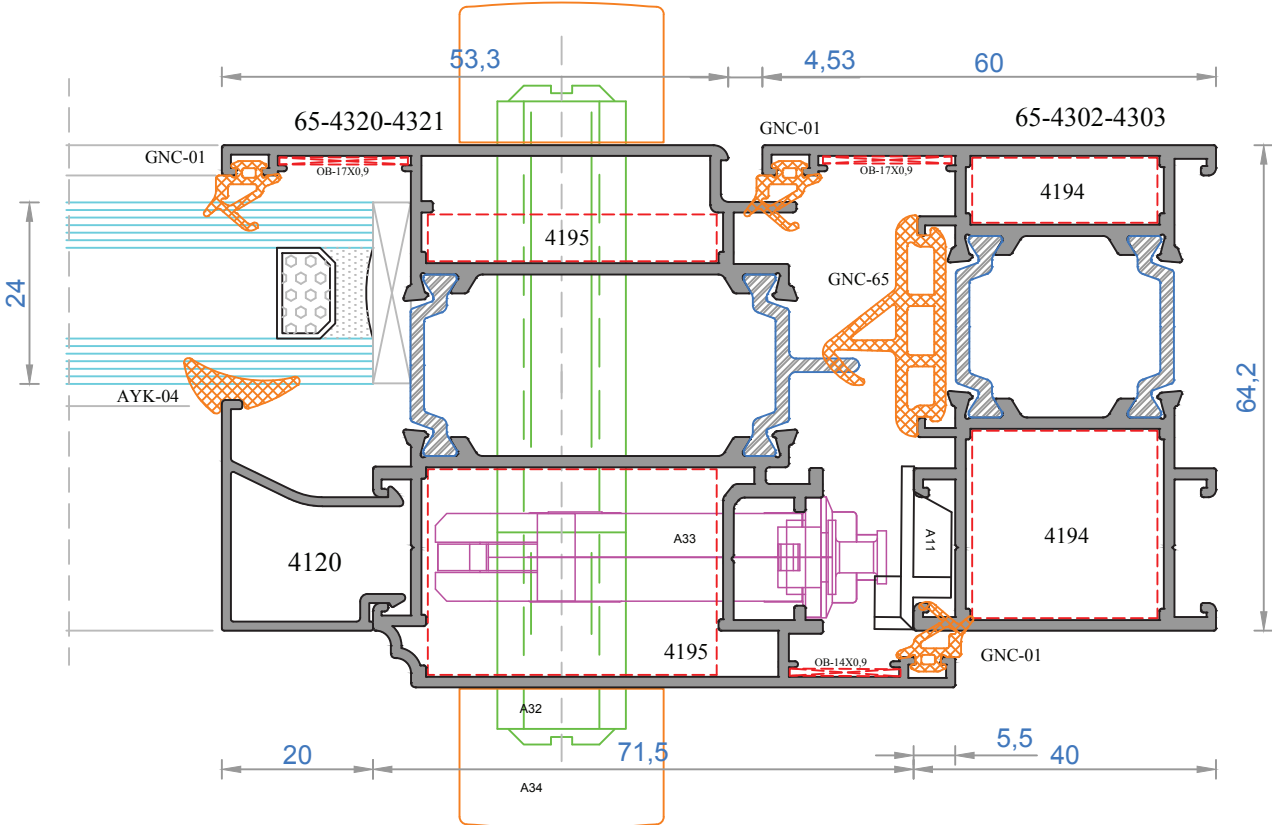 53,3
4,53
60
65-4320-4321
GNC-01
65-4302-4303
GNC-01
OB-17X0,9
OB-17X0,9
4194
4195
GNC-65
24
AYK-04
64,2
A33
A11
4194
4120
4195
OB-14X0,9
GNC-01
A32
20
71,5
5,5
40
A34